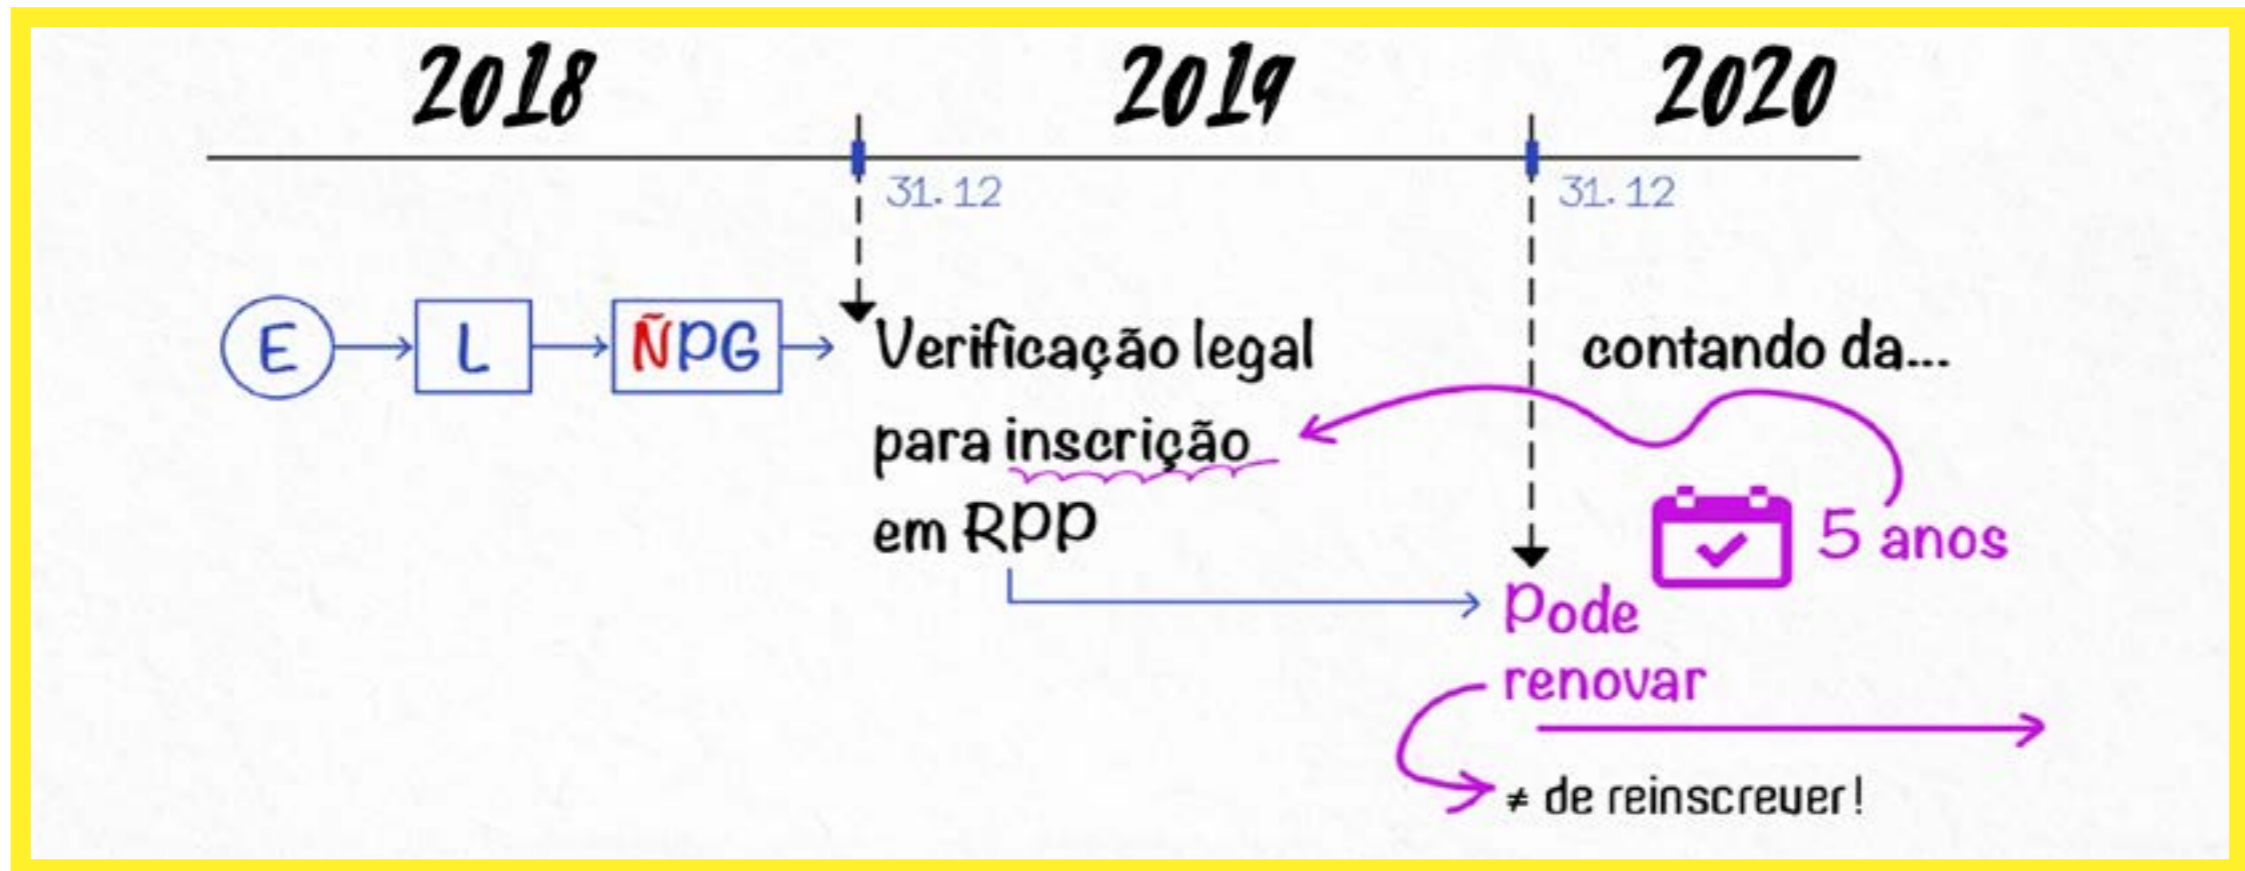 2018 2019 2020
31.12 31.12
E L ÑPG Verificação legal contando da...
para inscrição
em RPP 5 anos
Pode
renovar
≠ de reinscrever!